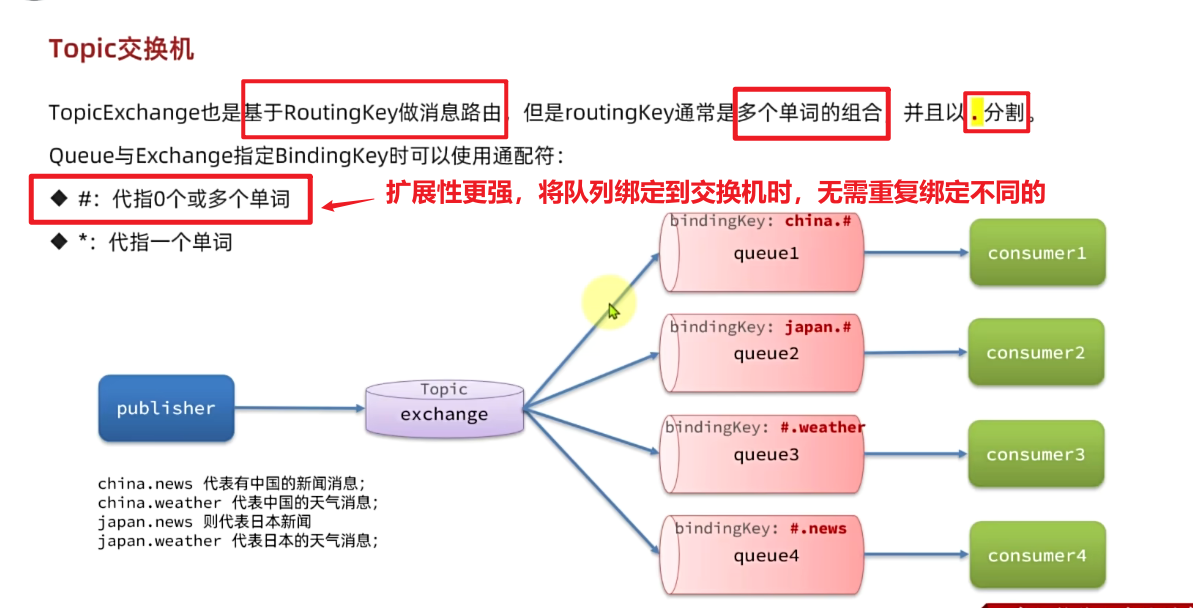 Topic交换机
TopicExchange也是基于RoutingKey做消息路由，但是routingKey通常是多个单词的组合，并且以.分割。
Queue与Exchange指定BindingKey时可以使用通配符：
◆ #：代指0个或多个单词
扩展性更强，将队列绑定到交换机时，无需重复绑定不同的
◆ *：代指一个单词
bindingKey: china.#
queue1
consumer1
bindingKey: japan.#
queue2
consumer2
publisher
Topic
exchange
bindingKey: #.weather
queue3
consumer3
china.news 代表有中国的新闻消息；
china.weather 代表中国的天气消息；
japan.news 则代表日本新闻
japan.weather 代表日本的天气消息；
bindingKey: #.news
queue4
consumer4